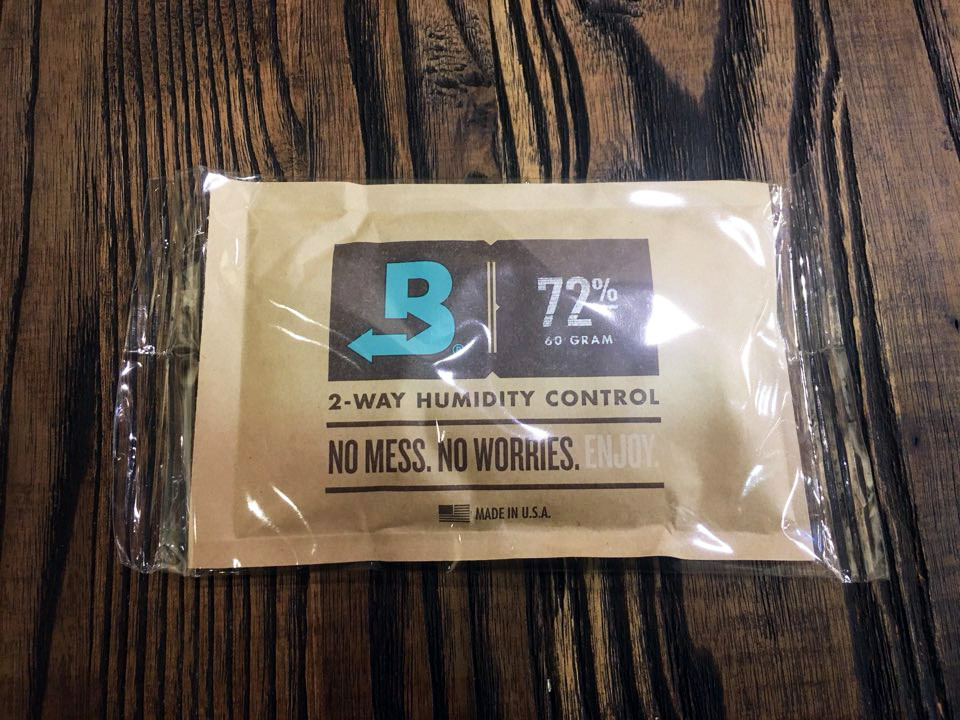 B®
72%
60 GRAM
2-WAY HUMIDITY CONTROL
NO MESS. NO WORRIES. ENJOY.
MADE IN U.S.A.